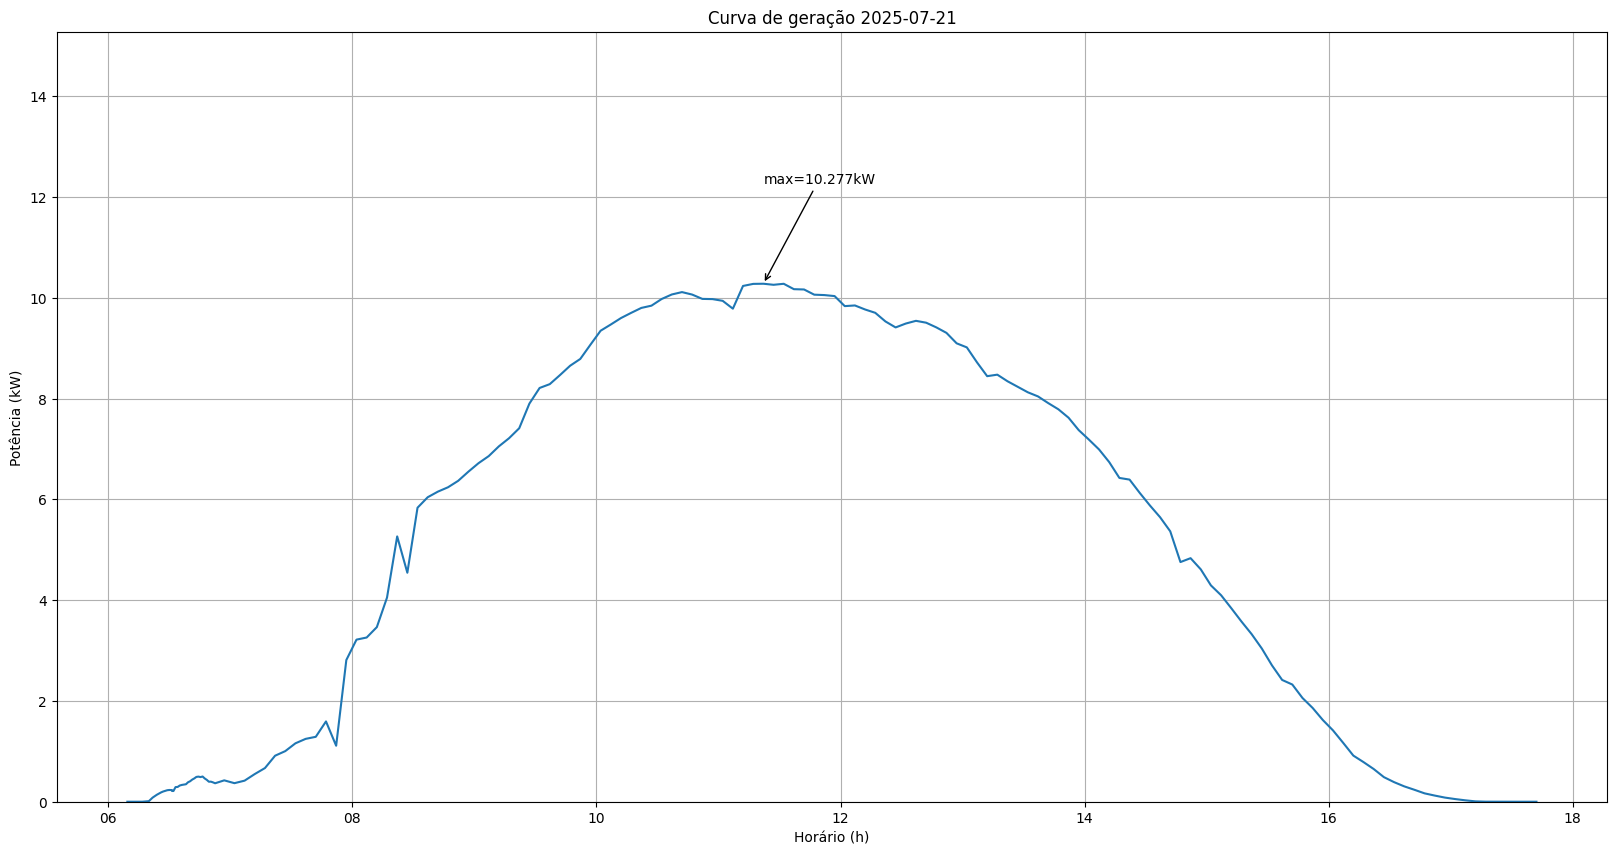 Curva de geração 2025-07-21
14
12
10
8
6
4
2
0
Potência (kW)
max=10.277kW
06 08 10 12 14 16 18
Horário (h)